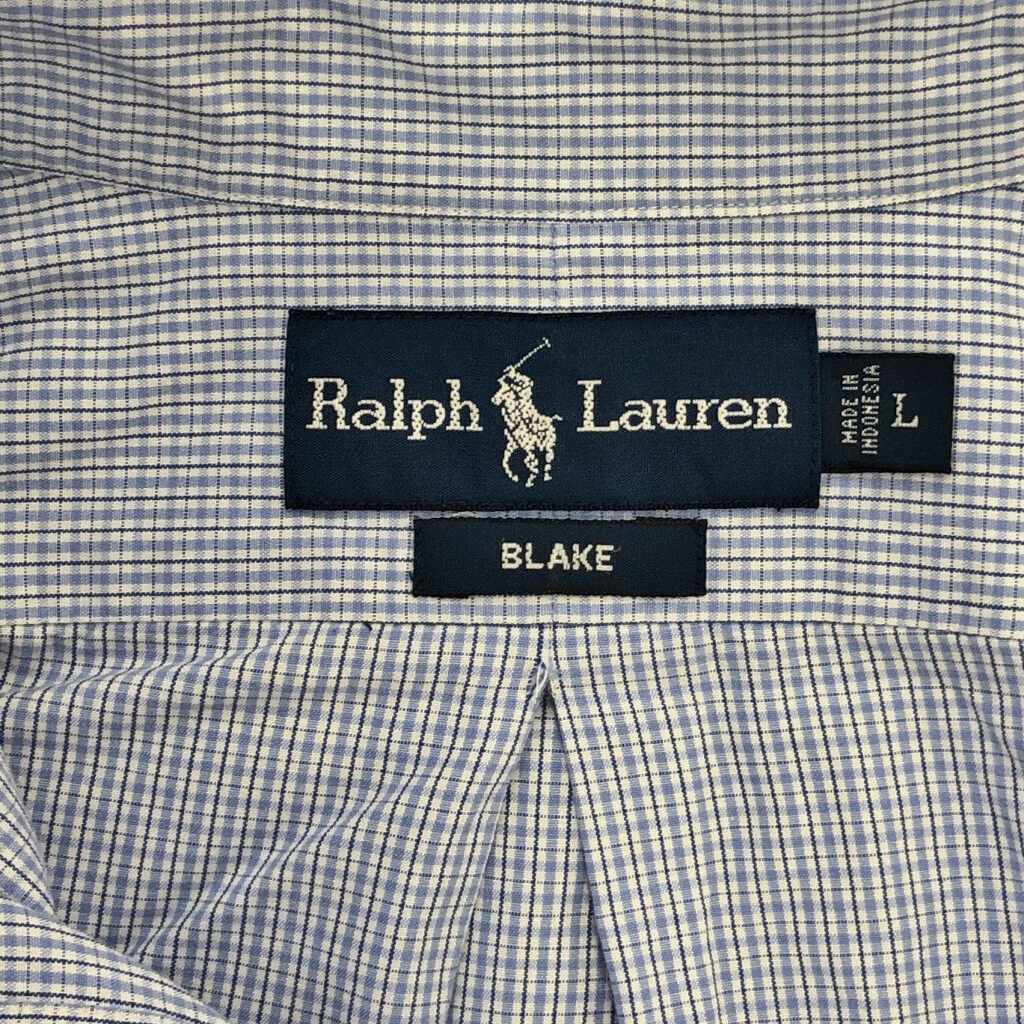 Ralph Lauren
MADE IN
INDONESIA
L
BLAKE